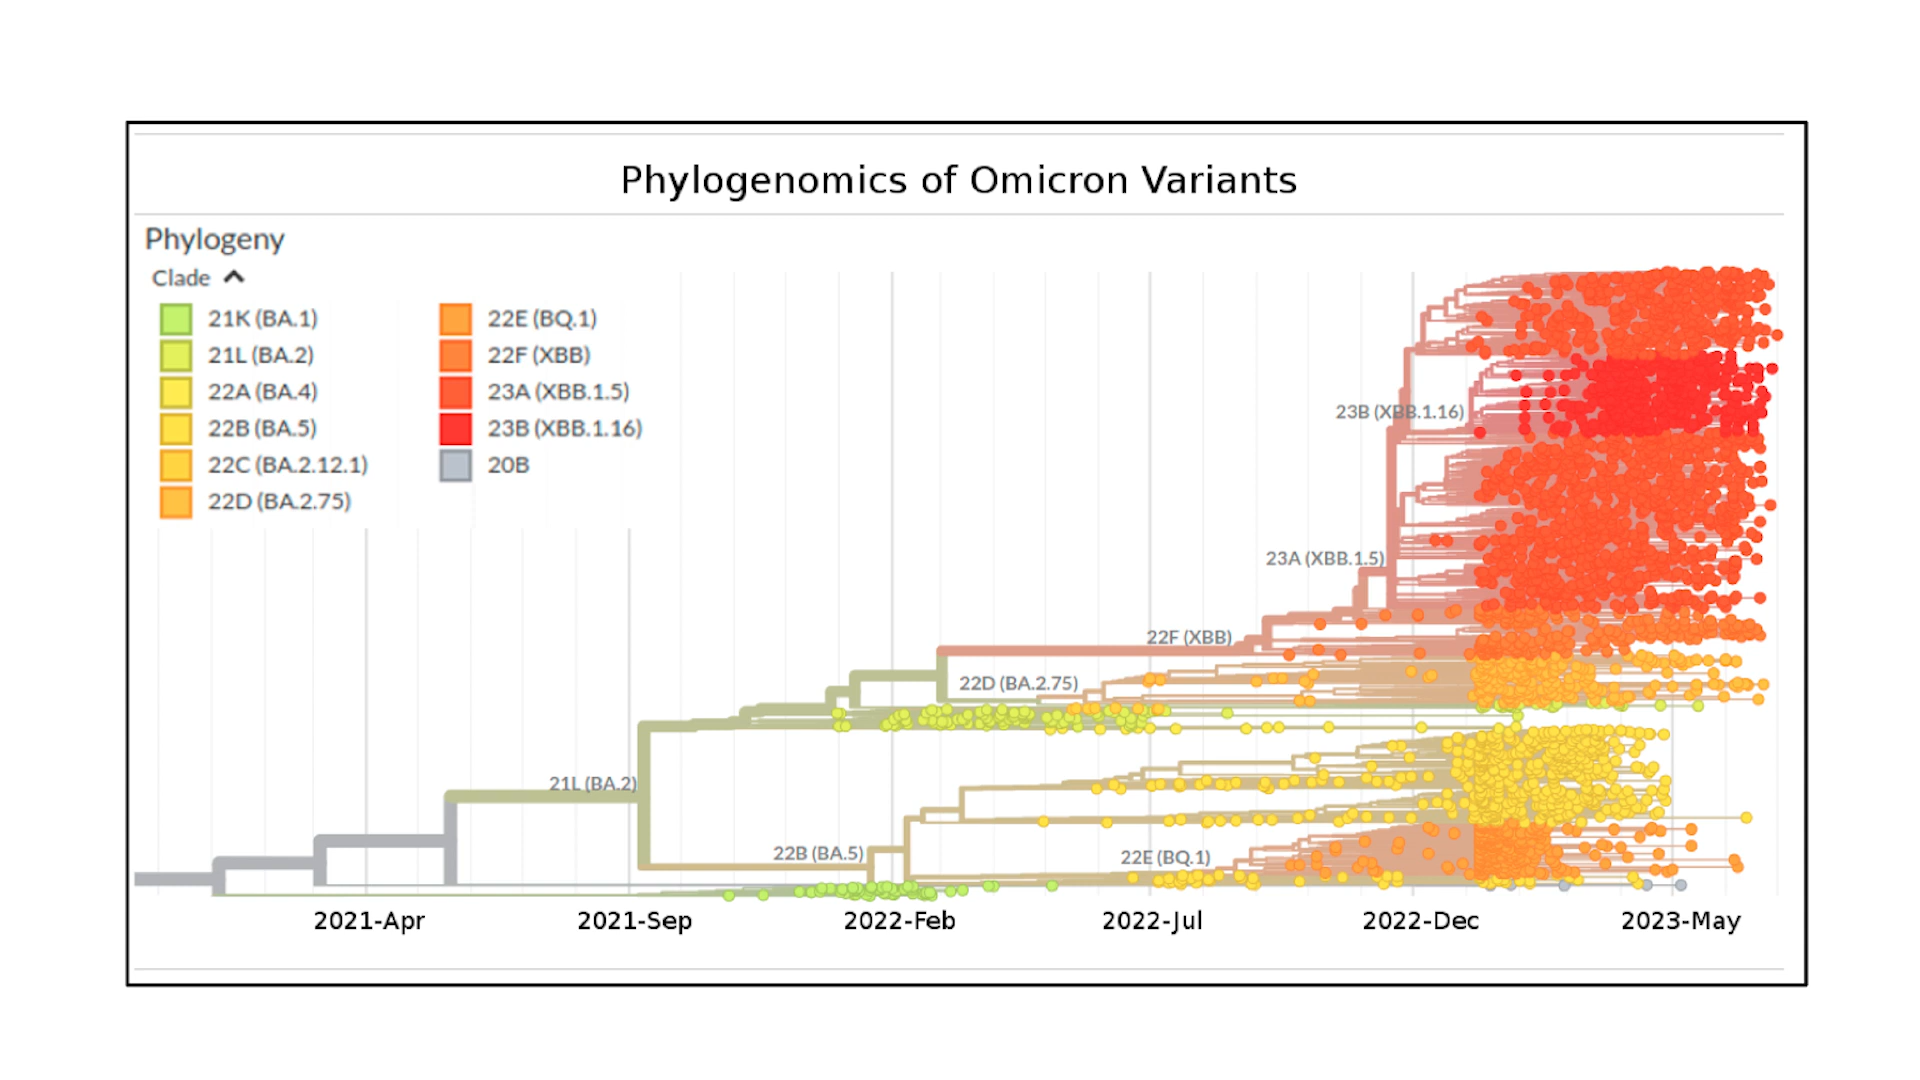 Phylogenomics of Omicron Variants
Phylogeny
Clade
21K (BA.1)
21L (BA.2)
22A (BA.4)
22B (BA.5)
22C (BA.2.12.1)
22D (BA.2.75)
22E (BQ.1)
22F (XBB)
23A (XBB.1.5)
23B (XBB.1.16)
20B
23B (XBB.1.16)
23A (XBB.1.5)
22F (XBB)
22D (BA.2.75)
21L (BA.2)
22B (BA.5)
22E (BQ.1)
2021-Apr
2021-Sep
2022-Feb
2022-Jul
2022-Dec
2023-May